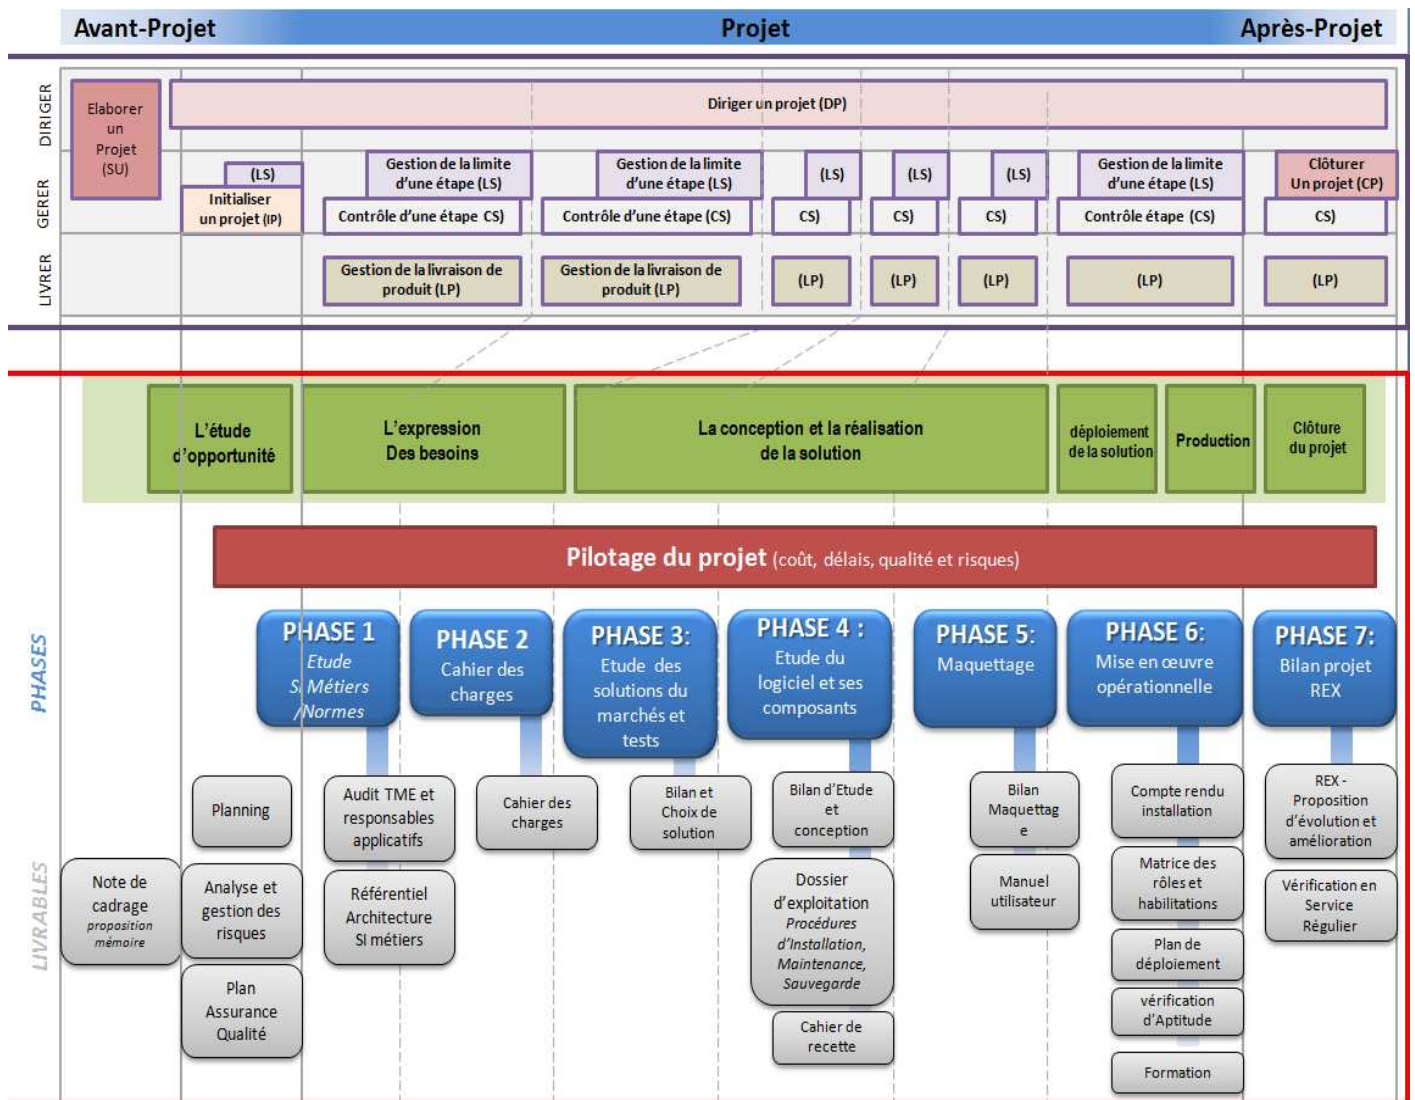 Avant-Projet
Projet
Après-Projet
DIRIGER
Elaborer
un
Projet
(SU)
Diriger un projet (DP)
GERER
(LS)
Initialiser
un projet (IP)
Gestion de la limite
d'une étape (LS)
Contrôle d'une étape CS)
Gestion de la limite
d'une étape (LS)
Contrôle d'une étape (CS)
(LS)
CS)
(LS)
CS)
(LS)
CS)
Gestion de la limite
d'une étape (LS)
Contrôle étape (CS)
Clôturer
Un projet (CP)
CS)
LIVRER
Gestion de la livraison de
produit (LP)
Gestion de la livraison de
produit (LP)
(LP)
(LP)
(LP)
(LP)
(LP)
L'étude
d'opportunité
L'expression
Des besoins
La conception et la réalisation
de la solution
déploiement
de la solution
Production
Clôture
du projet
Pilotage du projet (coût, délais, qualité et risques)
PHASES
PHASE 1
Etude
SI Métiers
/Normes
PHASE 2
Cahier des
charges
PHASE 3:
Etude des
solutions du
marchés et
tests
PHASE 4 :
Etude du
logiciel et ses
composants
PHASE 5:
Maquettage
PHASE 6:
Mise en œuvre
opérationnelle
PHASE 7:
Bilan projet
REX
LIVRABLES
Note de
cadrage
proposition
mémoire
Planning
Analyse et
gestion des
risques
Plan
Assurance
Qualité
Audit TME et
responsables
applicatifs
Référentiel
Architecture
SI métiers
Cahier des
charges
Bilan et
Choix de
solution
Bilan d'Etude
et
conception
Dossier
d'exploitation
Procédures
d'Installation,
Maintenance,
Sauvegarde
Cahier de
recette
Bilan
Maquettag
e
Manuel
utilisateur
Compte rendu
installation
Matrice des
rôles et
habilitations
Plan de
déploiement
vérification
d'Aptitude
Formation
REX -
Proposition
d'évolution et
amélioration
Vérification en
Service
Régulier